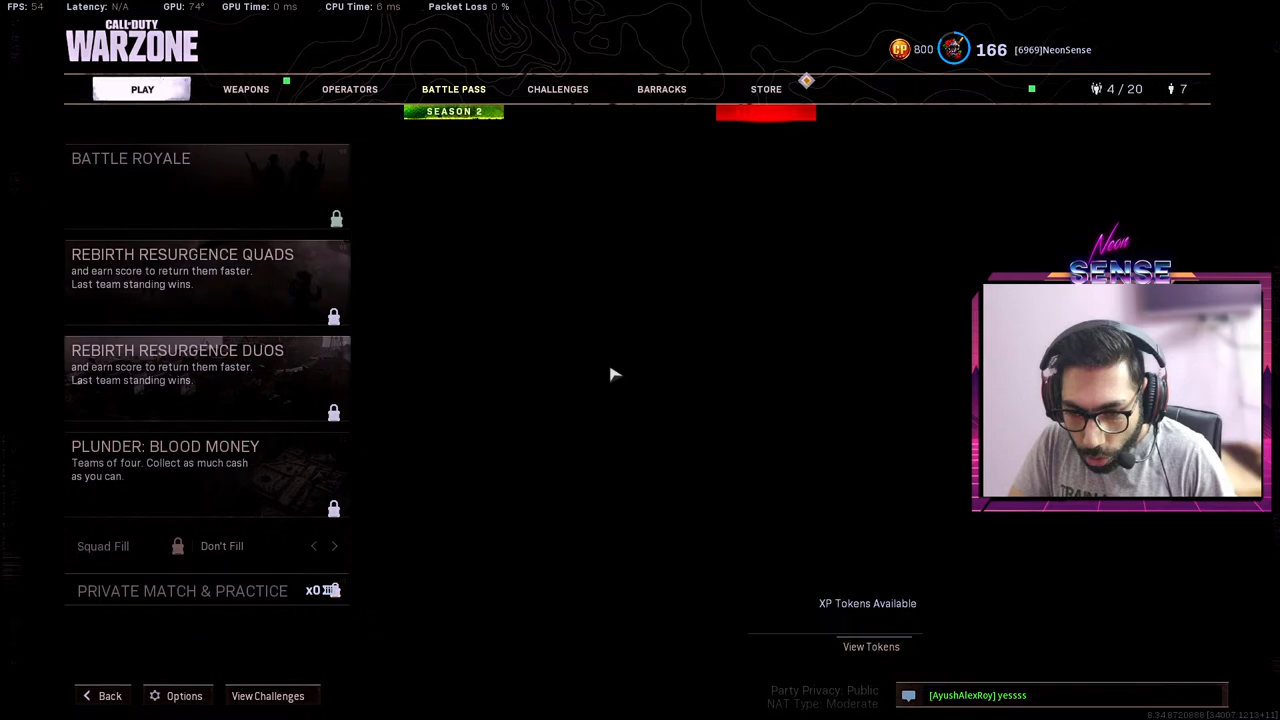 FPS: 54 Latency: N/A GPU: 74° GPU Time: 0 ms CPU Time: 6 ms Packet Loss 0 %
CALL·DUTY
WARZONE
CP 800 166 [6969]NeonSense
PLAY WEAPONS OPERATORS BATTLE PASS CHALLENGES BARRACKS STORE 4 / 20 7
SEASON 2
BATTLE ROYALE
REBIRTH RESURGENCE QUADS
and earn score to return them faster.
Last team standing wins.
REBIRTH RESURGENCE DUOS
and earn score to return them faster.
Last team standing wins.
PLUNDER: BLOOD MONEY
Teams of four. Collect as much cash
as you can.
Squad Fill Don't Fill
PRIVATE MATCH & PRACTICE x0
Neon
SENSE
XP Tokens Available
View Tokens
Back Options View Challenges
Party Privacy: Public
NAT Type: Moderate
[AyushAlexRoy] yessss